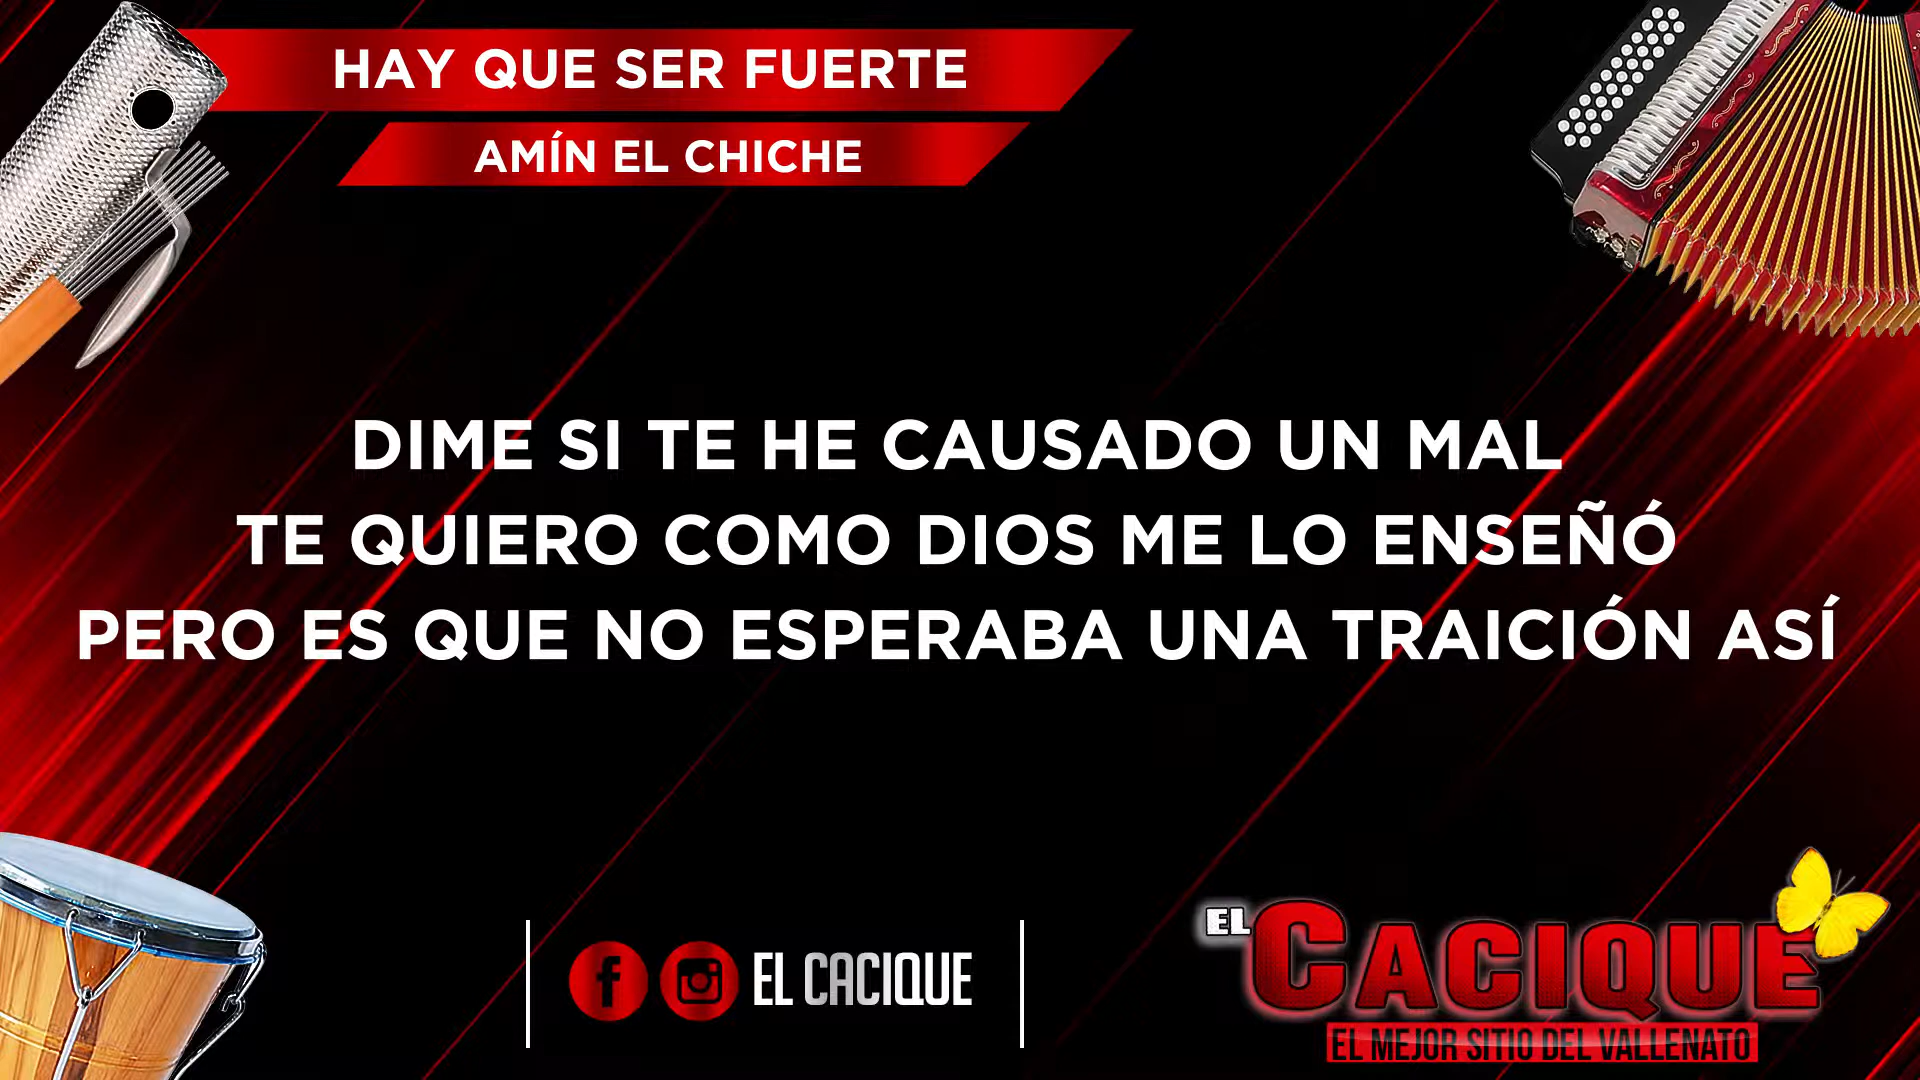 HAY QUE SER FUERTE
AMÍN EL CHICHE
DIME SI TE HE CAUSADO UN MAL
TE QUIERO COMO DIOS ME LO ENSEÑÓ
PERO ES QUE NO ESPERABA UNA TRAICIÓN ASÍ
EL CACIQUE
EL CACIQUE
EL MEJOR SITIO DEL VALLENATO